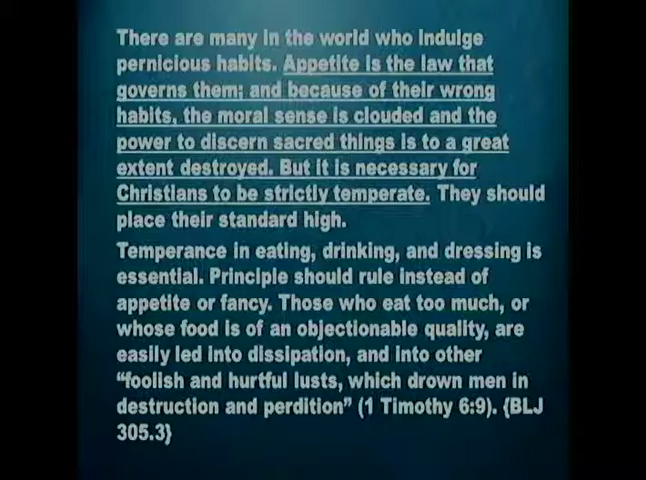 There are many in the world who indulge
pernicious habits. Appetite is the law that
governs them; and because of their wrong
habits, the moral sense is clouded and the
power to discern sacred things is to a great
extent destroyed. But it is necessary for
Christians to be strictly temperate. They should
place their standard high.
Temperance in eating, drinking, and dressing is
essential. Principle should rule instead of
appetite or fancy. Those who eat too much, or
whose food is of an objectionable quality, are
easily led into dissipation, and into other
“foolish and hurtful lusts, which drown men in
destruction and perdition” (1 Timothy 6:9). {BLJ
305.3}